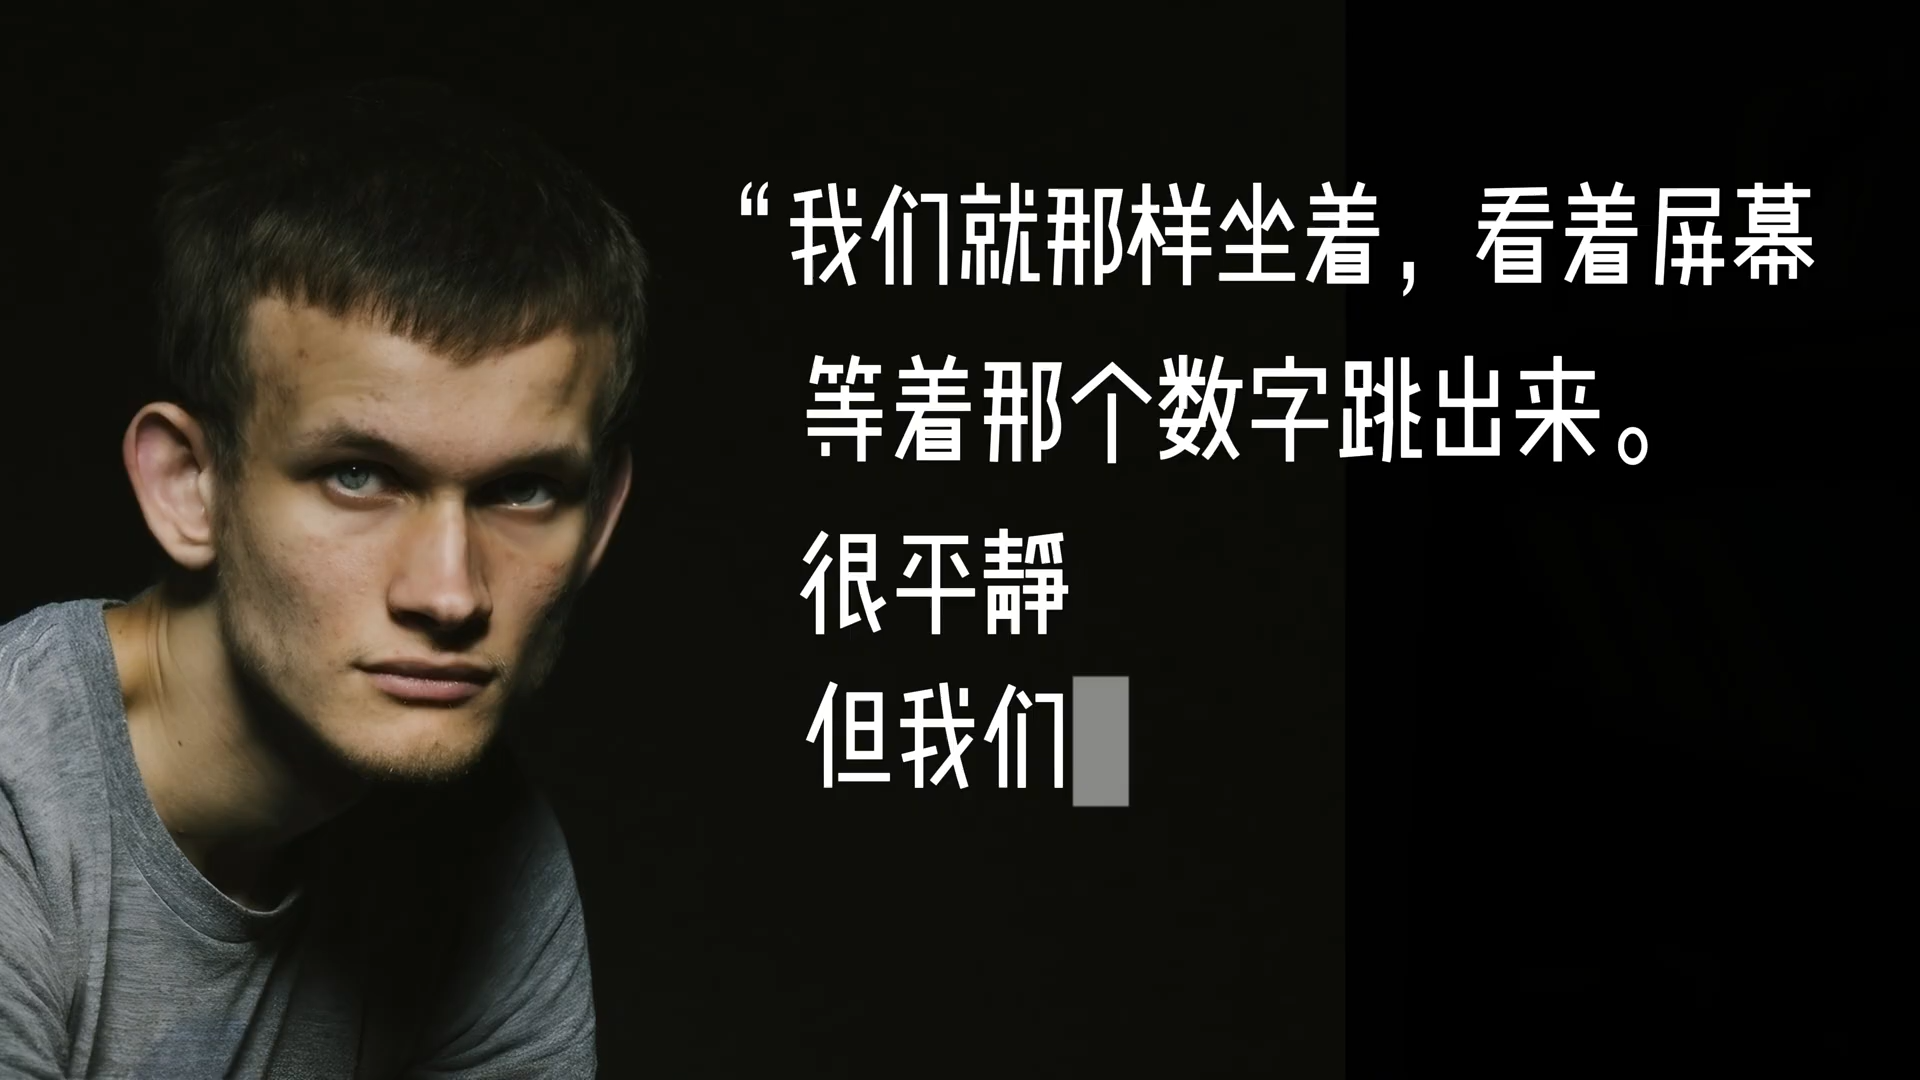 “我们就那样坐着，看着屏幕
等着那个数字跳出来。
很平靜
但我们